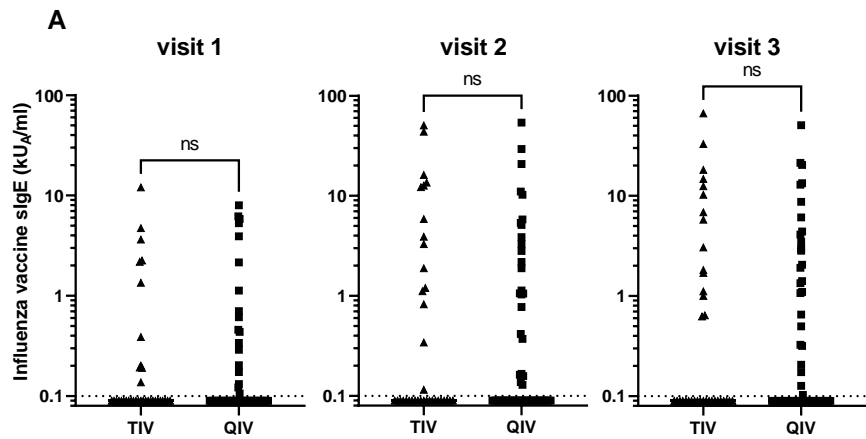 A
visit 1
visit 2
visit 3
Influenza vaccine sIgE (kUA/ml)
100
10
1
0.1
ns
TIV
QIV
100
10
1
0.1
ns
TIV
QIV
100
10
1
0.1
ns
TIV
QIV